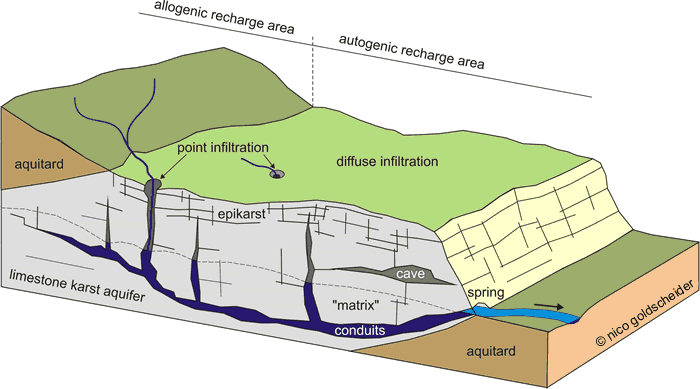 allogenic recharge area
autogenic recharge area
point infiltration
diffuse infiltration
aquitard
epikarst
cave
spring
limestone karst aquifer
"matrix"
conduits
aquitard
© nico goldscheider